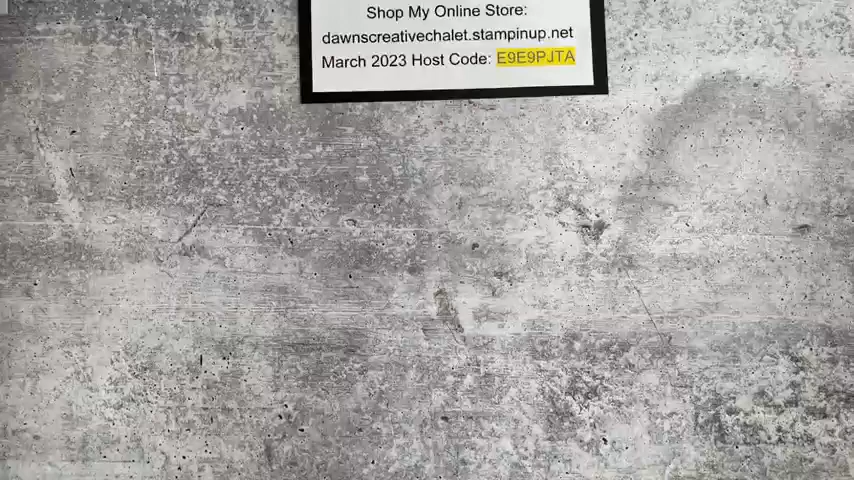 Shop My Online Store:
dawnscreativechalet.stampinup.net
March 2023 Host Code: E9E9PJTA